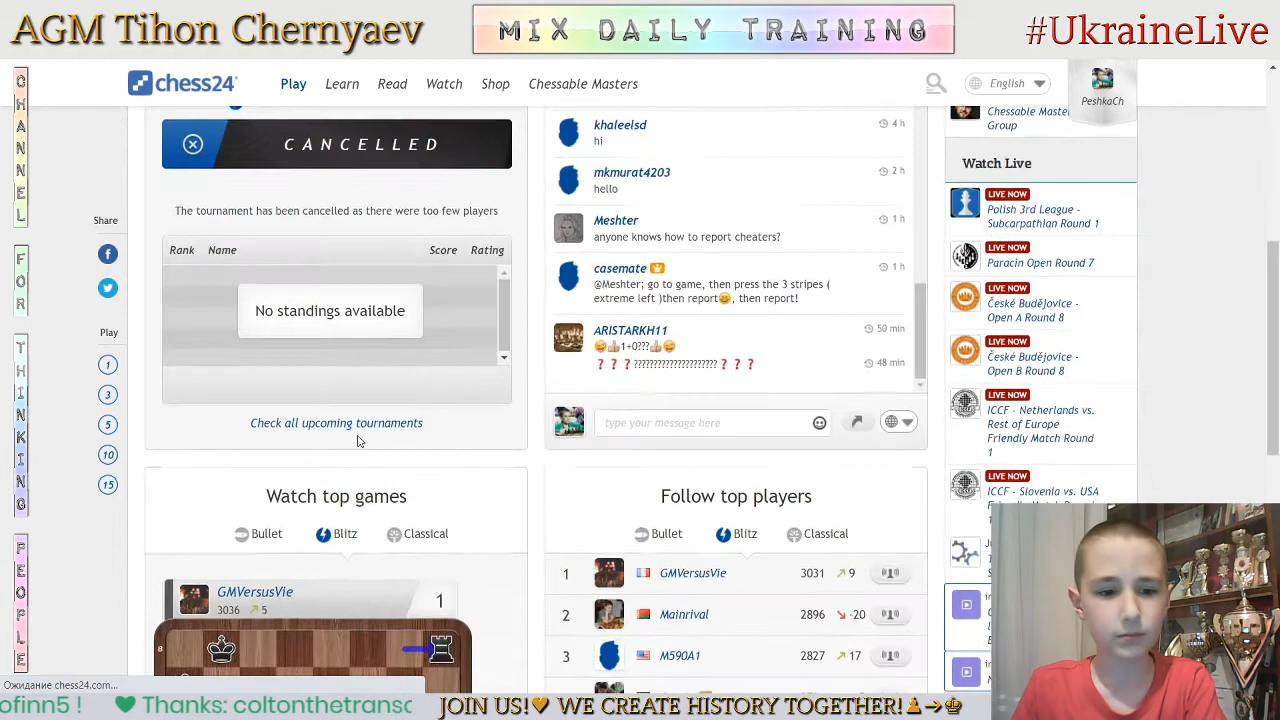 AGM Tihon Chernyaev
MIX DAILY TRAINING
#UkraineLive
CHANNEL
FOR
THINKING
PEOPLE
chess24
Play
Learn
Read
Watch
Shop
Chessable Masters
English
PeshkaCh
CANCELLED
The tournament has been cancelled as there were too few players
Rank Name Score Rating
No standings available
Check all upcoming tournaments
Share
Play
1
3
5
10
15
khaleelsd 4 h
hi
mkmurat4203 2 h
hello
Meshter 1 h
anyone knows how to report cheaters?
casemate 1 h
@Meshter; go to game, then press the 3 stripes (
extreme left )then report😄, then report!
ARISTARKH11 50 min
😄👍🏻1+0???👍🏻😄
❓❓❓????????????????????❓❓❓ 48 min
type your message here
Chessable Mast
Group
Watch Live
LIVE NOW
Polish 3rd League -
Subcarpathian Round 1
LIVE NOW
Paracin Open Round 7
LIVE NOW
České Budějovice -
Open A Round 8
LIVE NOW
České Budějovice -
Open B Round 8
LIVE NOW
ICCF - Netherlands vs.
Rest of Europe
Friendly Match Round
1
LIVE NOW
ICCF - Slovenia vs. USA
Watch top games
Bullet Blitz Classical
GMVersusVie
3036 5
1
8
Follow top players
Bullet Blitz Classical
1 GMVersusVie 3031 9
2 Mainrival 2896 -20
3 M590A1 2827 17
Ожидание chess24.com...
ofinn5 ! Thanks: coltonthetransc
JOIN US! WE CREATE HISTORY TOGETHER!